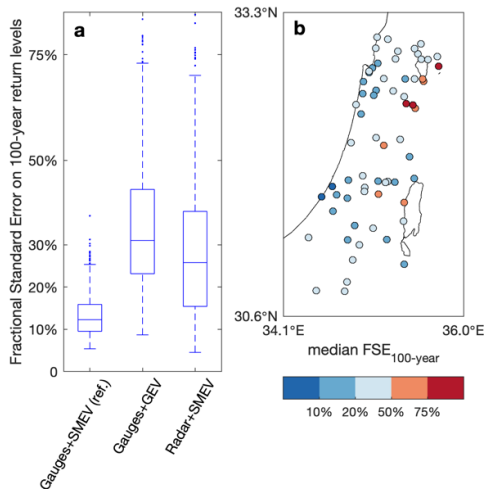 a
Fractional Standard Error on 100-year return levels
75%
50%
30%
20%
10%
0
Gauges+SMEV (ref.)
Gauges+GEV
Radar+SMEV
b
33.3°N
30.6°N
34.1°E
36.0°E
median FSE100-year
10%
20%
50%
75%